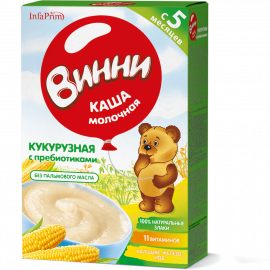 InfaPrim
с 5
месяцев
ВИННИ
КАША
МОЛОЧНАЯ
КУКУРУЗНАЯ
с пребиотиками
БЕЗ ПАЛЬМОВОГО МАСЛА
100% НАТУРАЛЬНЫЕ
ЗЛАКИ
11 ВИТАМИНОВ